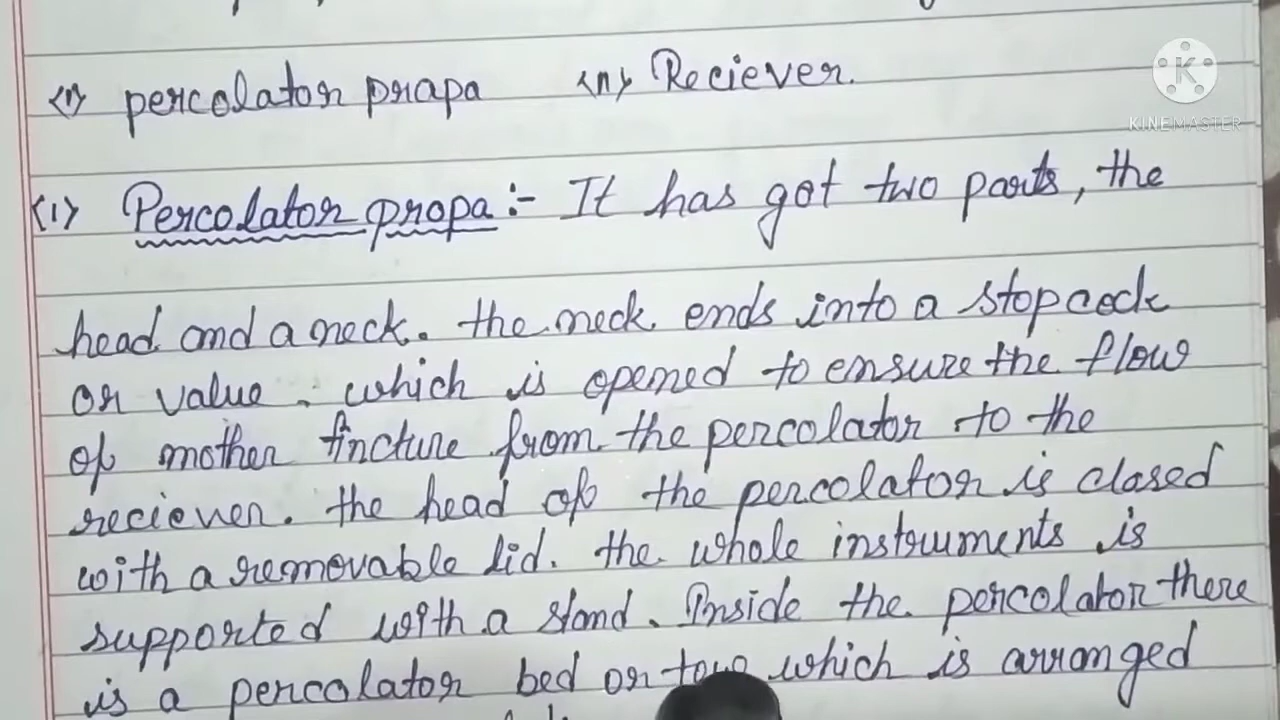 <i> percolator prapa <ii> Reciever.
KINEMASTER
<1> Percolator propa :- It has got two parts, the
head and a neck. the neck ends into a stopcock
or value. which is opened to ensure the flow
of mother tincture from the percolator to the
reciever. the head of the percolator is closed
with a removable lid. the whole instruments is
supported with a stand. Inside the percolator there
is a percolator bed or which is arranged